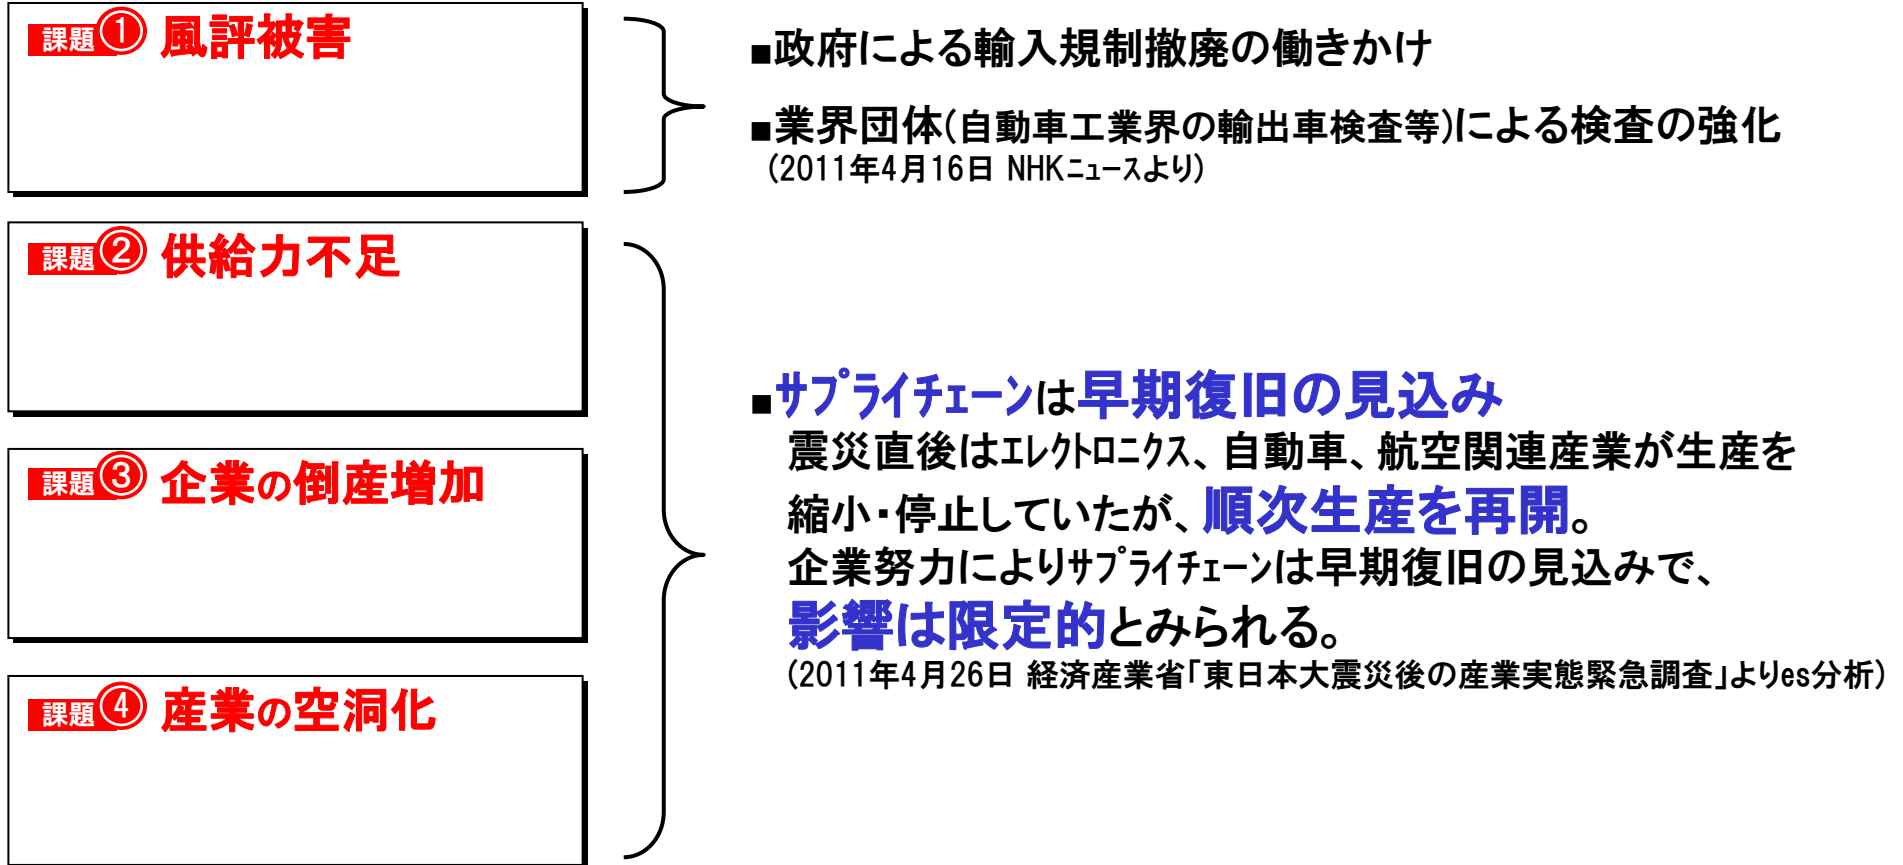 課題① 風評被害
■政府による輸入規制撤廃の働きかけ
■業界団体(自動車工業界の輸出車検査等)による検査の強化
(2011年4月16日 NHKニュースより)
課題② 供給力不足
課題③ 企業の倒産増加
課題④ 産業の空洞化
■サプライチェーンは早期復旧の見込み
震災直後はエレクトロニクス、自動車、航空関連産業が生産を
縮小・停止していたが、順次生産を再開。
企業努力によりサプライチェーンは早期復旧の見込みで、
影響は限定的とみられる。
(2011年4月26日 経済産業省「東日本大震災後の産業実態緊急調査」よりes分析)